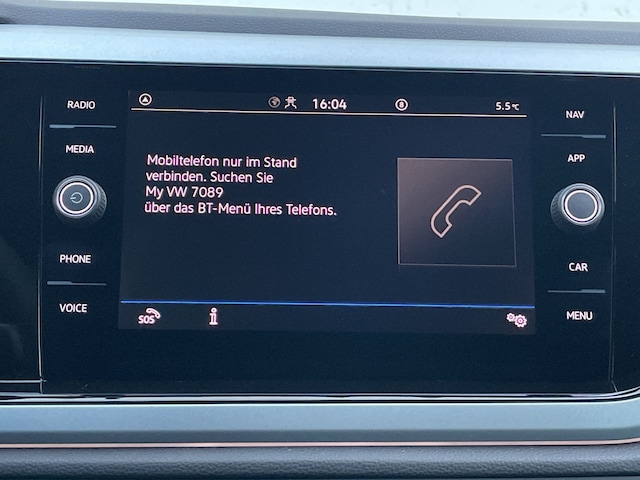 RADIO
MEDIA
PHONE
VOICE
16:04
8
5.5°C
Mobiltelefon nur im Stand
verbinden. Suchen Sie
My VW 7089
über das BT-Menü Ihres Telefons.
SOS
i
NAV
APP
CAR
MENU